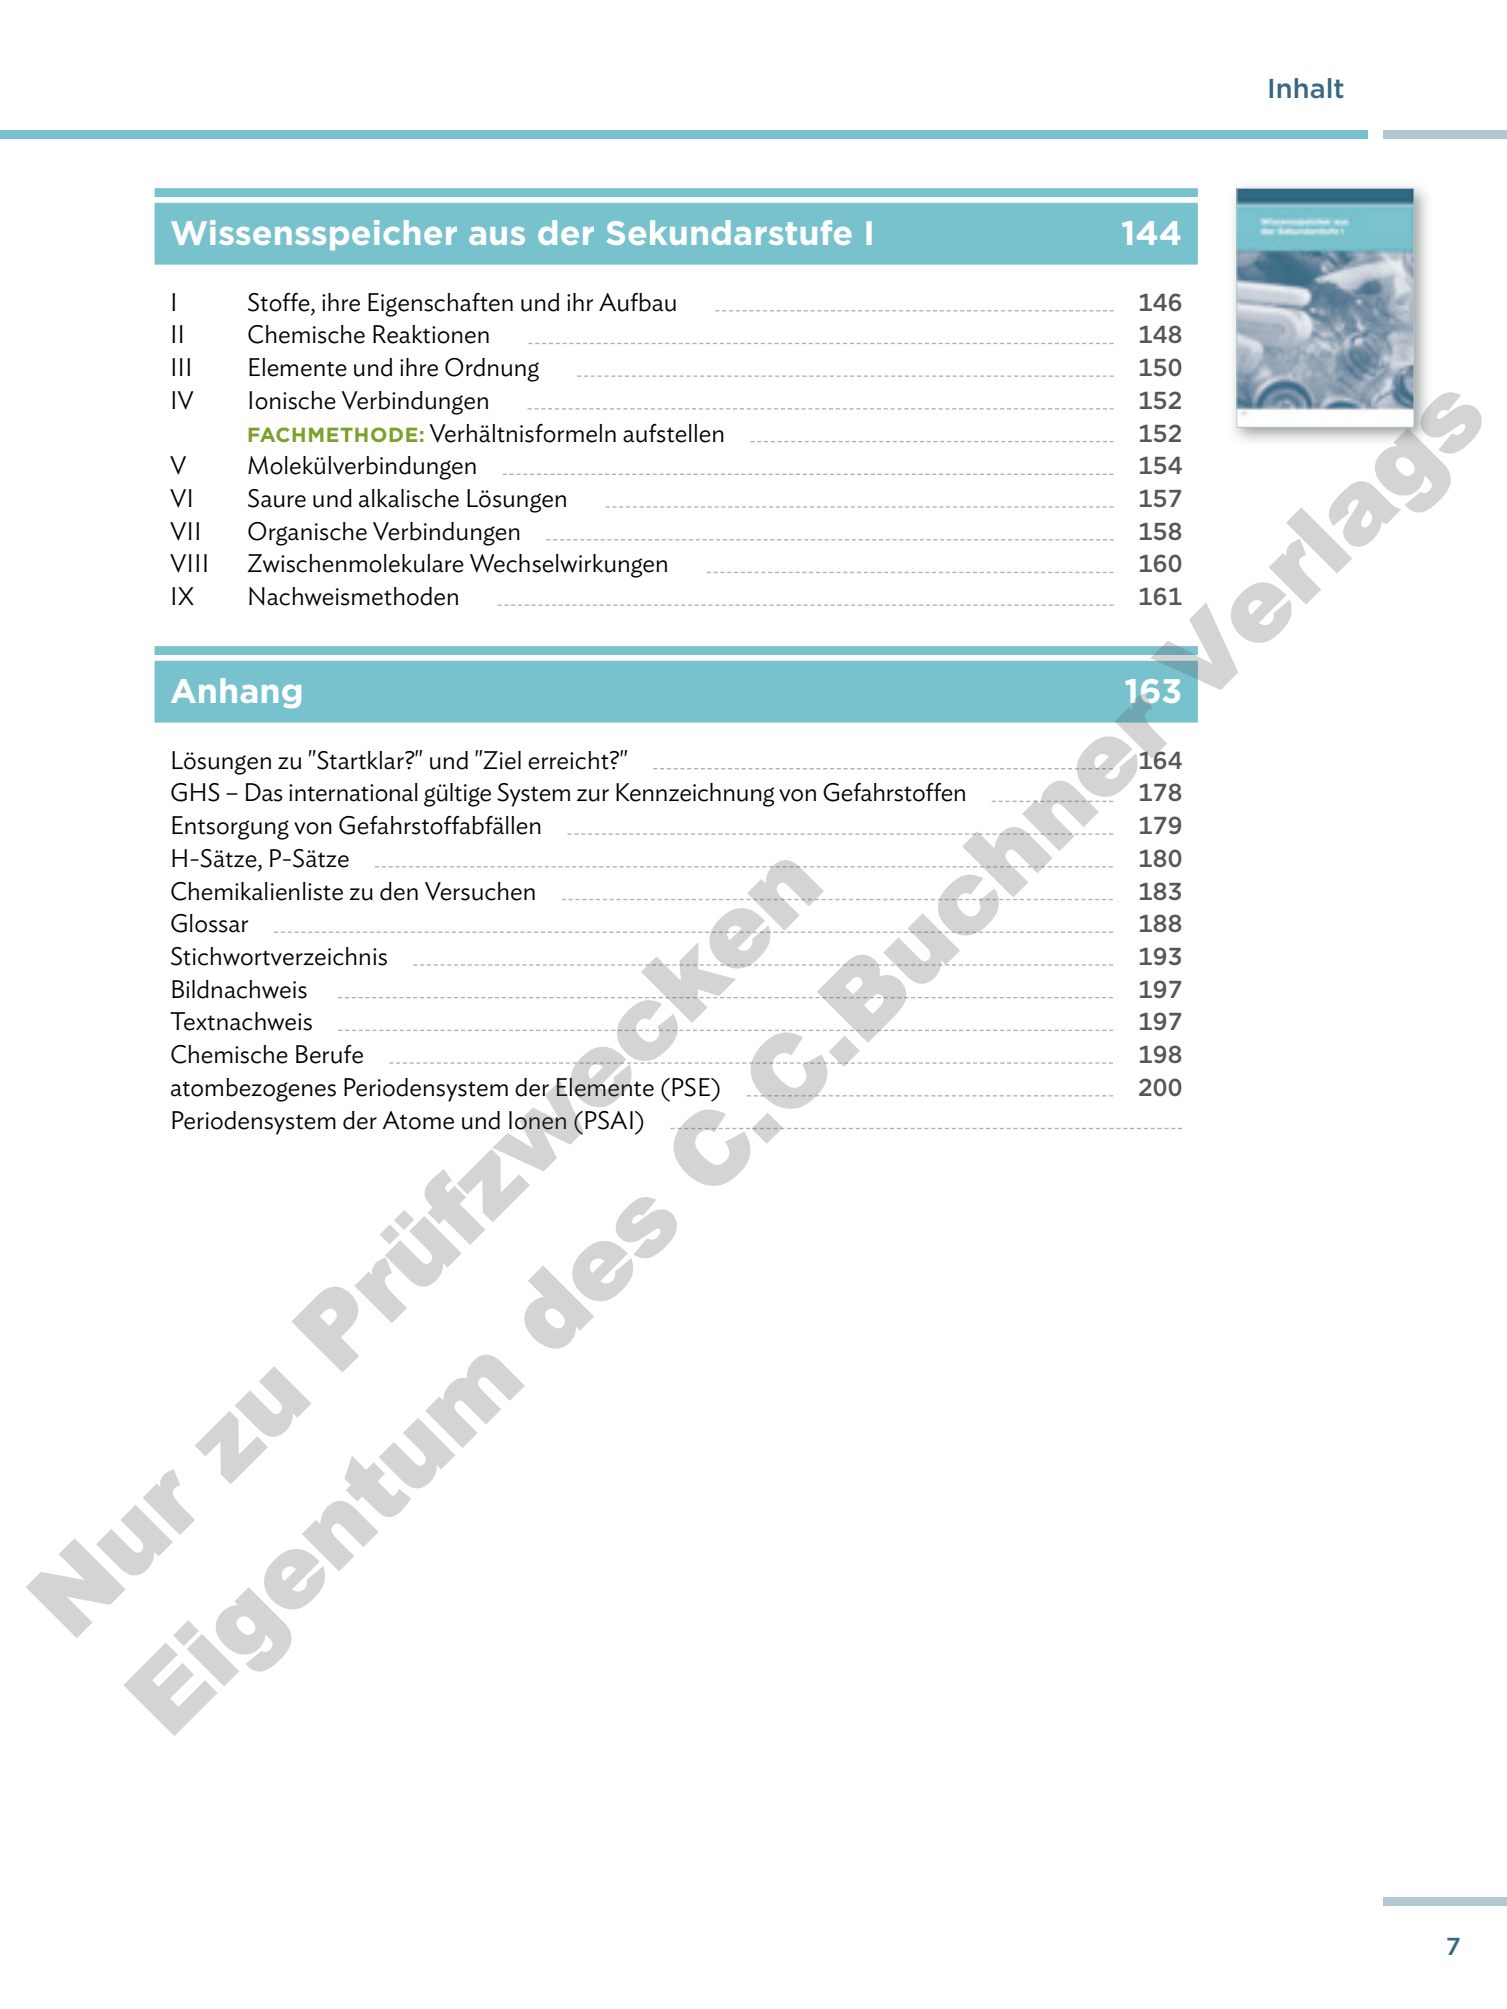 Inhalt
Wissensspeicher aus der Sekundarstufe I 144
Wissensspeicher aus
der Sekundarstufe I
I Stoffe, ihre Eigenschaften und ihr Aufbau 146
II Chemische Reaktionen 148
III Elemente und ihre Ordnung 150
IV Ionische Verbindungen 152
FACHMETHODE: Verhältnisformeln aufstellen 152
V Molekülverbindungen 154
VI Saure und alkalische Lösungen 157
VII Organische Verbindungen 158
VIII Zwischenmolekulare Wechselwirkungen 160
IX Nachweismethoden 161
Anhang 163
Lösungen zu "Startklar?" und "Ziel erreicht?" 164
GHS – Das international gültige System zur Kennzeichnung von Gefahrstoffen 178
Entsorgung von Gefahrstoffabfällen 179
H-Sätze, P-Sätze 180
Chemikalienliste zu den Versuchen 183
Glossar 188
Stichwortverzeichnis 193
Bildnachweis 197
Textnachweis 197
Chemische Berufe 198
atombezogenes Periodensystem der Elemente (PSE) 200
Periodensystem der Atome und Ionen (PSAI)
Nur zu Prüfzwecken
Eigentum des C.C.Buchner Verlags
7